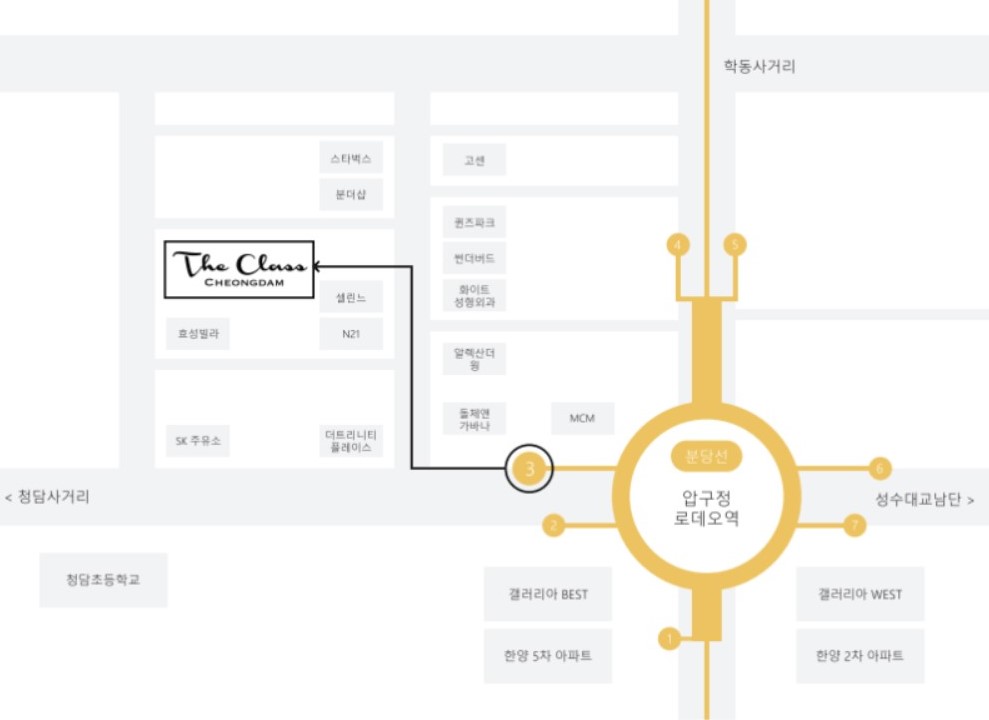 학동사거리
스타벅스
분더샵
고센
퀸즈파크
썬더버드
화이트
성형외과
4
5
The Class
CHEONGDAM
셀린느
효성빌라
N21
알렉산더
왕
돌체앤
가바나
MCM
SK 주유소
더트리니티
플레이스
3
분당선
압구정
로데오역
6
< 청담사거리
성수대교남단 >
2
7
청담초등학교
갤러리아 BEST
갤러리아 WEST
1
한양 5차 아파트
한양 2차 아파트